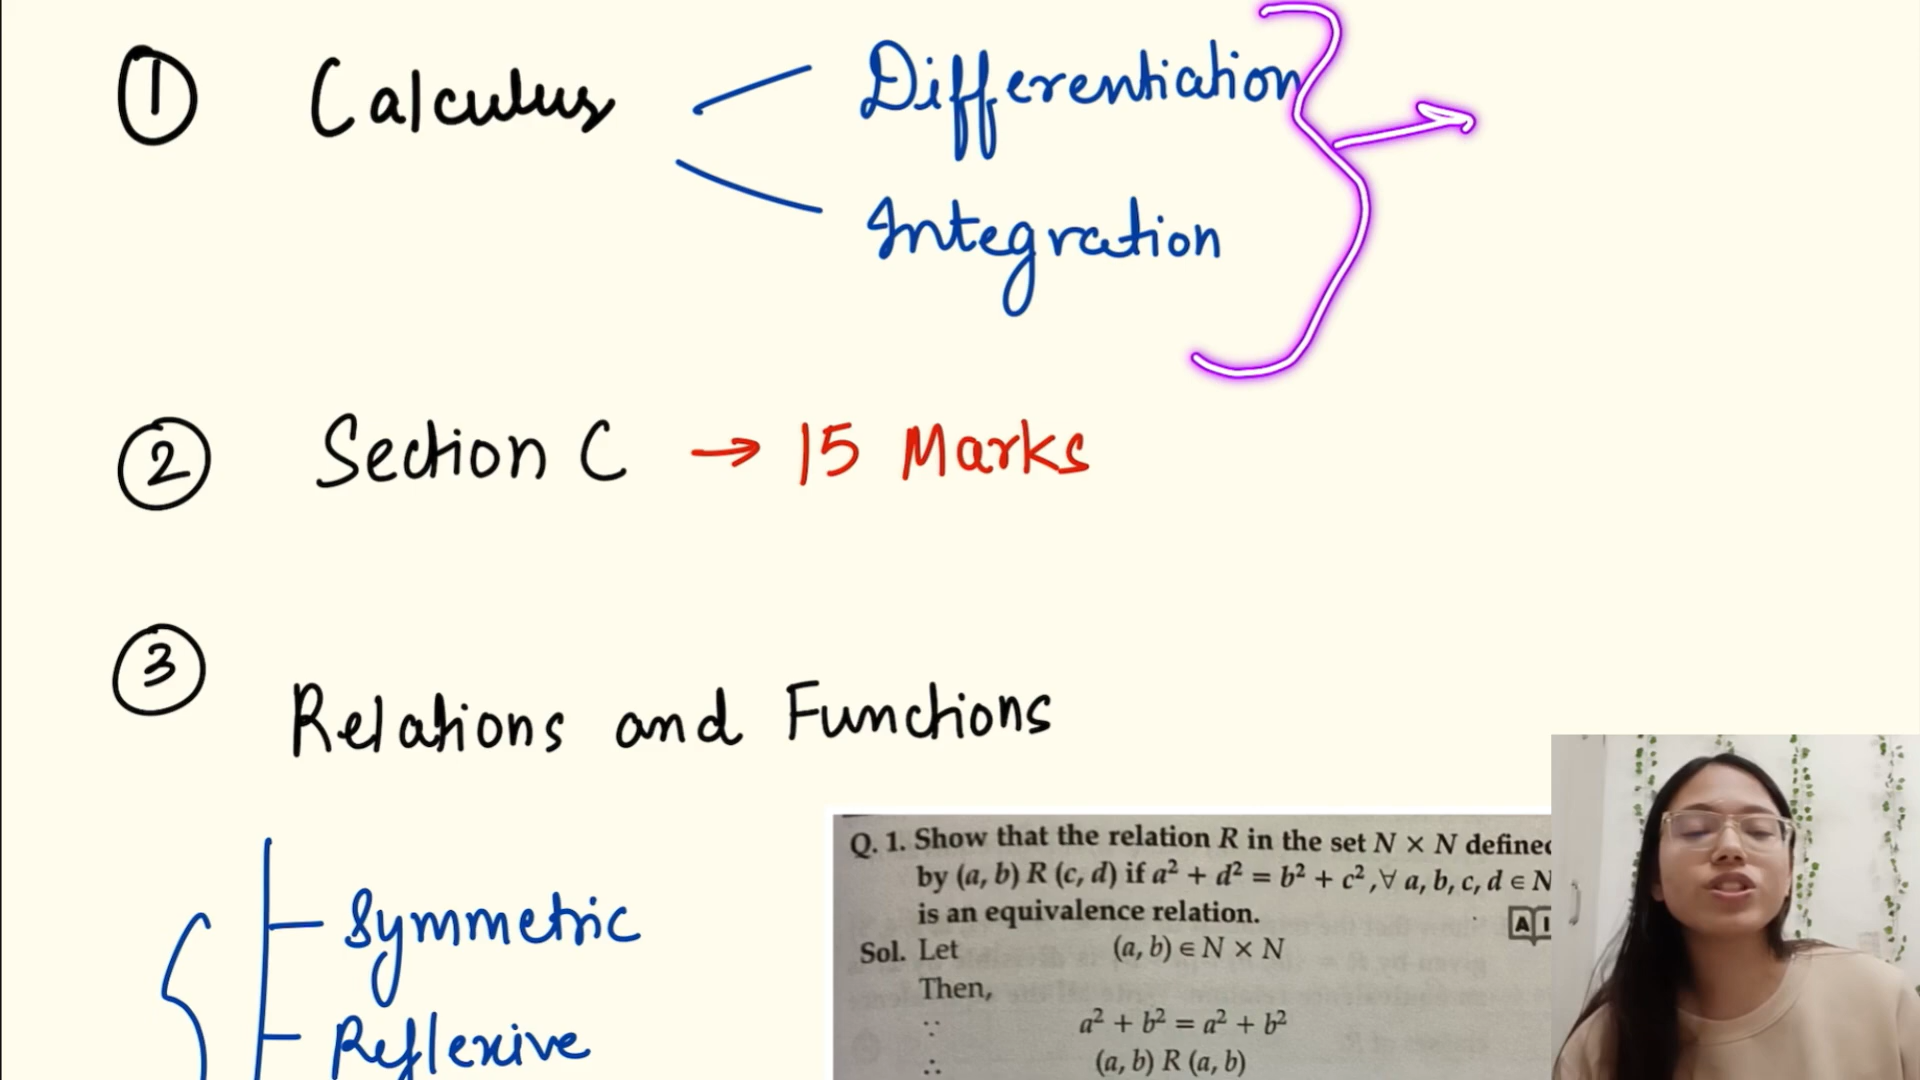 1 Calculus Differentiation
Integration
2 Section C → 15 Marks
3 Relations and Functions
Symmetric
Reflexive
Q. 1. Show that the relation R in the set N × N defined
by (a, b) R (c, d) if a² + d² = b² + c², ∀ a, b, c, d ∈ N
is an equivalence relation.
AI
Sol. Let (a, b) ∈ N × N
Then,
∵ a² + b² = a² + b²
∴ (a, b) R (a, b)